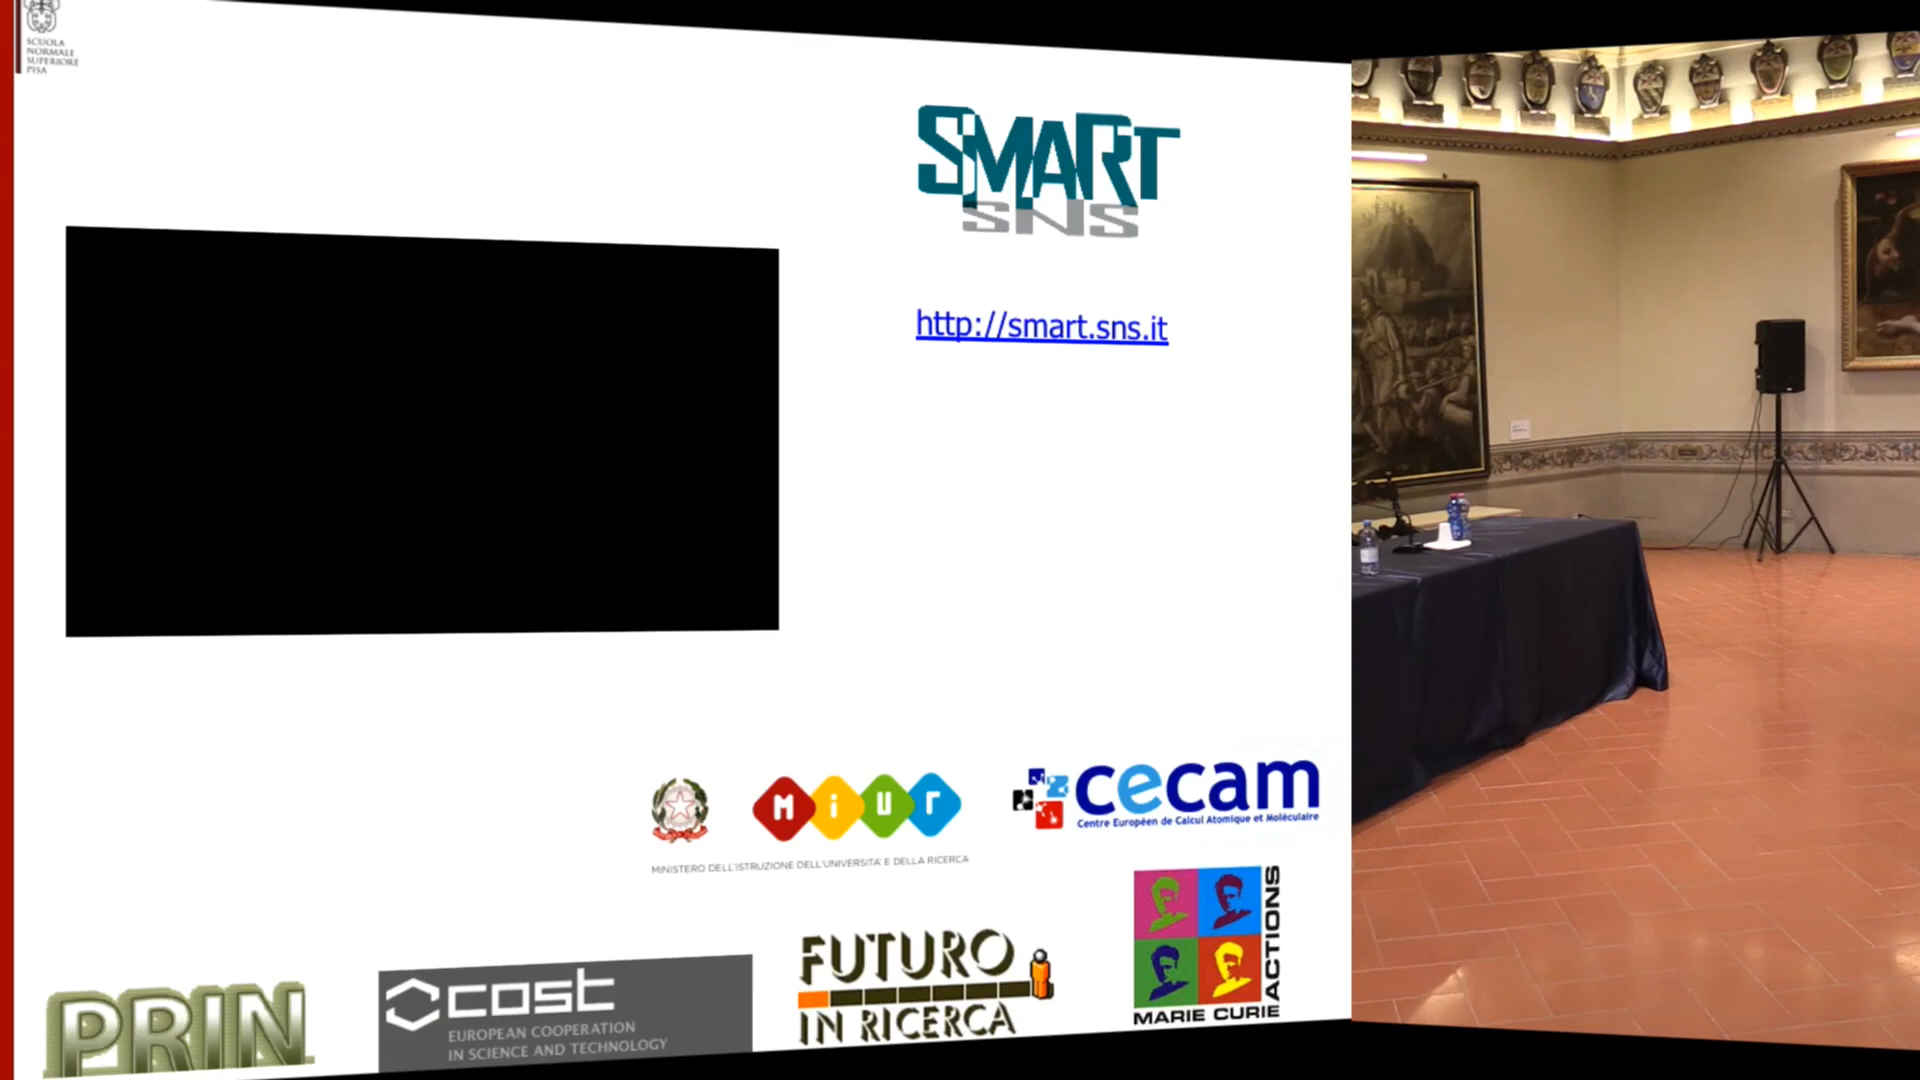 SCUOLA
NORMALE
SUPERIORE
PISA
SMART
SNS
http://smart.sns.it
MiUr
MINISTERO DELL'ISTRUZIONE DELL'UNIVERSITA' E DELLA RICERCA
cecam
Centre Européen de Calcul Atomique et Moléculaire
PRIN
cost
EUROPEAN COOPERATION
IN SCIENCE AND TECHNOLOGY
FUTURO
IN RICERCA
MARIE CURIE
ACTIONS